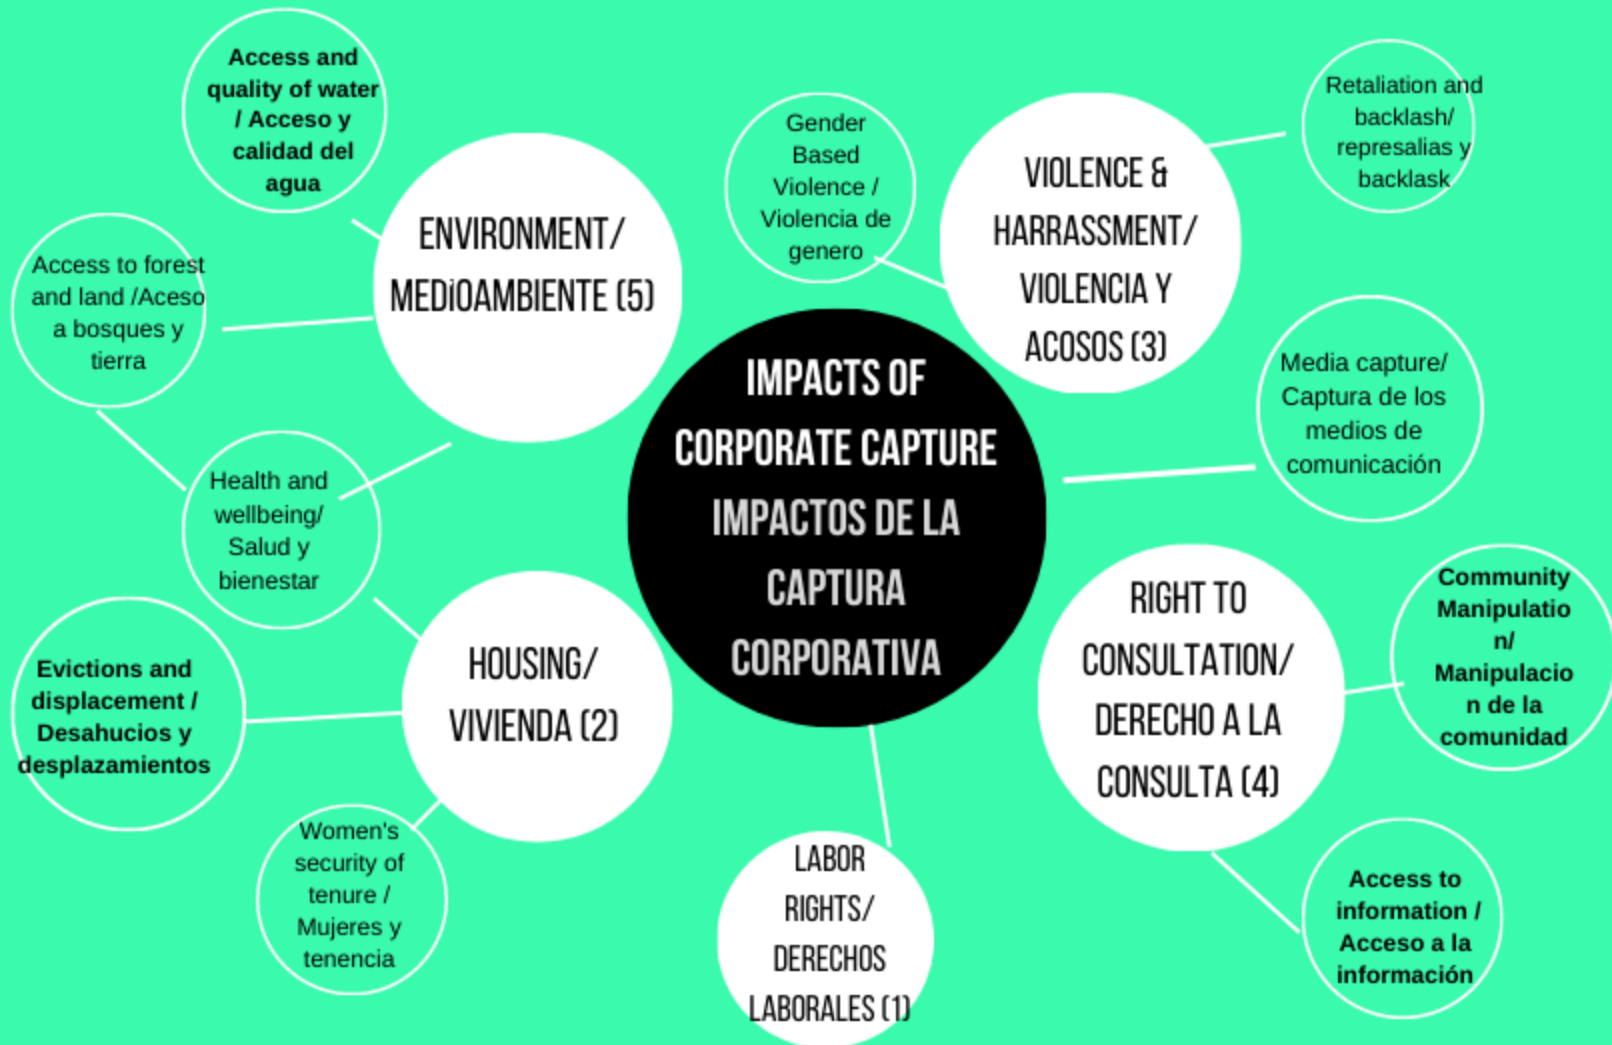 Access and
quality of water
/ Acceso y
calidad del
agua
Access to forest
and land /Aceso
a bosques y
tierra
ENVIRONMENT/
MEDìOAMBIENTE (5)
Health and
wellbeing/
Salud y
bienestar
Evictions and
displacement /
Desahucios y
desplazamientos
HOUSING/
VIVIENDA (2)
Women's
security of
tenure /
Mujeres y
tenencia
IMPACTS OF
CORPORATE CAPTURE
IMPACTOS DE LA
CAPTURA
CORPORATIVA
LABOR
RIGHTS/
DERECHOS
LABORALES (1)
Gender
Based
Violence /
Violencia de
genero
VIOLENCE &
HARRASSMENT/
VIOLENCIA Y
ACOSOS (3)
Retaliation and
backlash/
represalias y
backlask
Media capture/
Captura de los
medios de
comunicación
RIGHT TO
CONSULTATION/
DERECHO A LA
CONSULTA (4)
Community
Manipulatio
n/
Manipulacio
n de la
comunidad
Access to
information /
Acceso a la
información